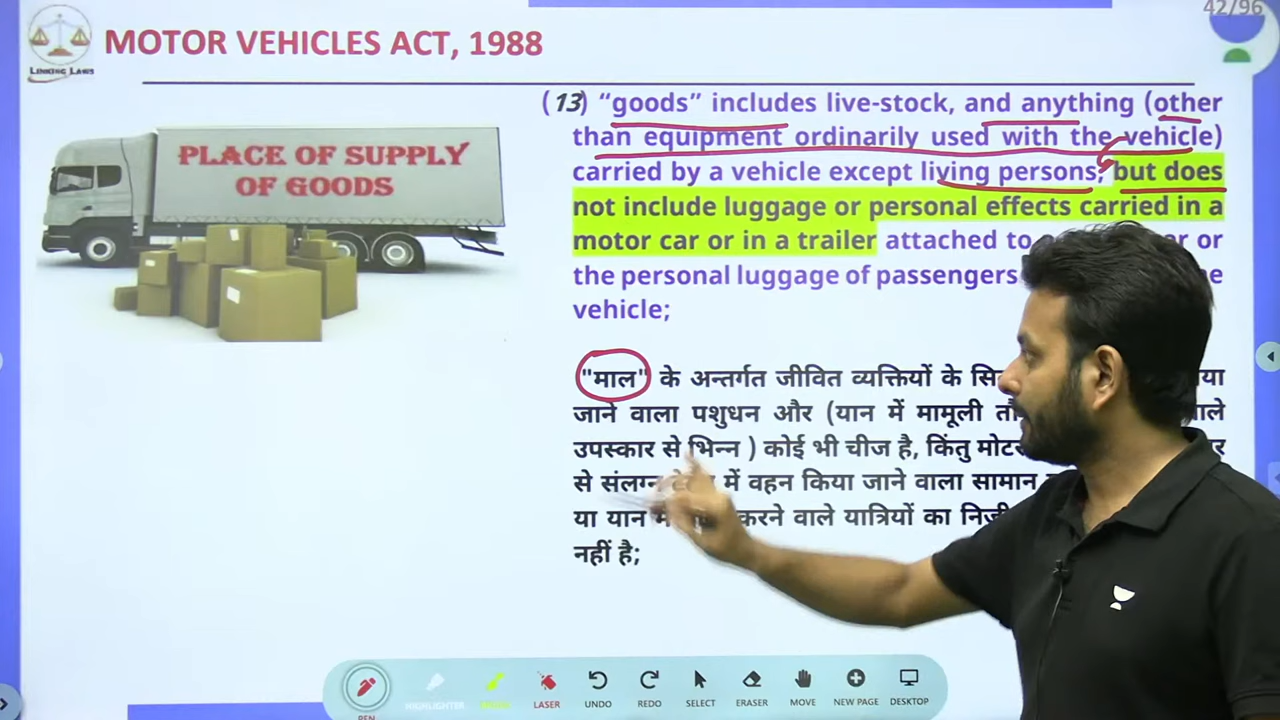 42/96
MOTOR VEHICLES ACT, 1988
LINKING LAWS
PLACE OF SUPPLY
OF GOODS
(13) “goods” includes live-stock, and anything (other
than equipment ordinarily used with the vehicle)
carried by a vehicle except living persons, but does
not include luggage or personal effects carried in a
motor car or in a trailer attached to or
the personal luggage of passengers
vehicle;
"माल" के अन्तर्गत जीवित व्यक्तियों के
जाने वाला पशुधन और (यान में मामूली
उपस्कार से भिन्न ) कोई भी चीज है, किंतु
से संलग्न में वहन किया जाने वाला सामान
या यान करने वाले यात्रियों का
नहीं है;
PEN
HIGHLIGHTER
LASER
UNDO
REDO
SELECT
ERASER
MOVE
NEW PAGE
DESKTOP